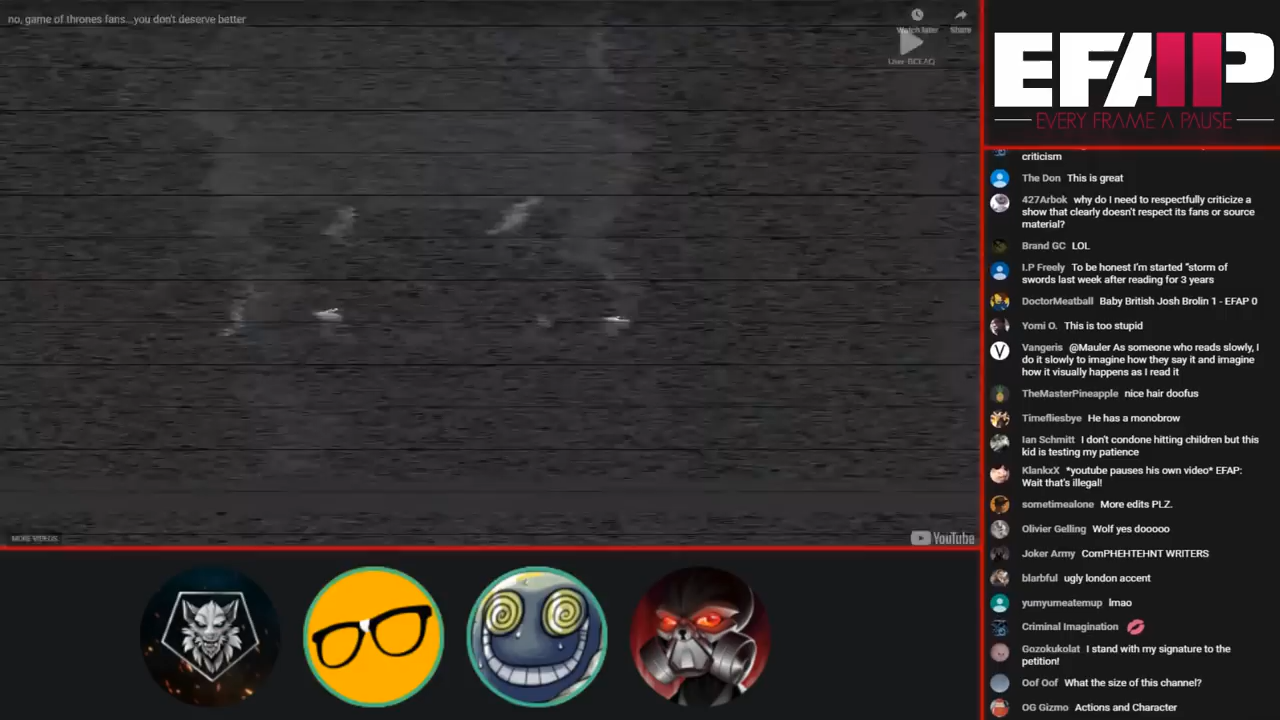 no, game of thrones fans...you don't deserve better
Watch later
Share
YouTube
EFAP
EVERY FRAME A PAUSE
criticism
The Don This is great
427Arbok why do I need to respectfully criticize a
show that clearly doesn't respect its fans or source
material?
Brand GC LOL
I.P Freely To be honest I'm started "storm of
swords last week after reading for 3 years
DoctorMeatball Baby British Josh Brolin 1 - EFAP 0
Yomi O. This is too stupid
V
Vangeris @Mauler As someone who reads slowly, I
do it slowly to imagine how they say it and imagine
how it visually happens as I read it
TheMasterPineapple nice hair doofus
Timefliesbye He has a monobrow
Ian Schmitt I don't condone hitting children but this
kid is testing my patience
KlankxX *youtube pauses his own video* EFAP:
Wait that's illegal!
sometimealone More edits PLZ.
Olivier Gelling Wolf yes dooooo
Joker Army ComPHEHTEHNT WRITERS
blarbful ugly london accent
yumyumeatemup lmao
Criminal Imagination
Gozokukolat I stand with my signature to the
petition!
Oof Oof What the size of this channel?
OG Gizmo Actions and Character
MORE VIDEOS